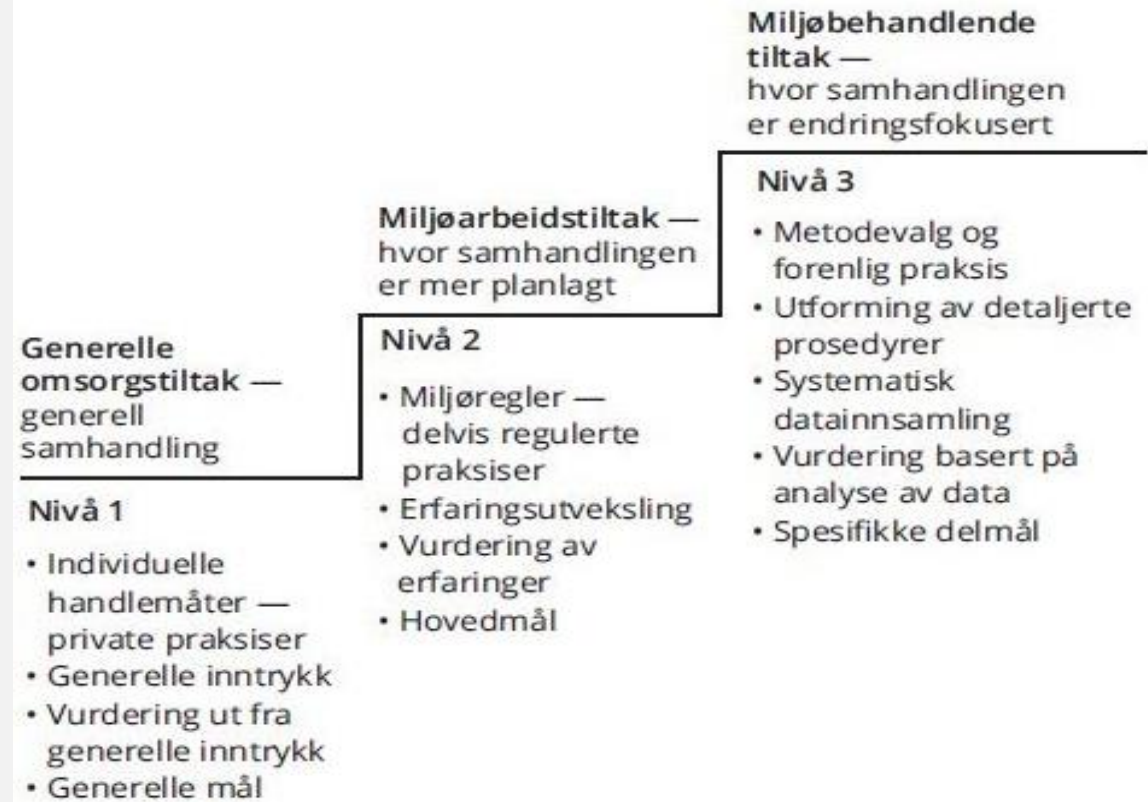 Generelle
omsorgstiltak —
generell
samhandling
Nivå 1
• Individuelle
handlemåter —
private praksiser
• Generelle inntrykk
• Vurdering ut fra
generelle inntrykk
• Generelle mål
Miljøarbeidstiltak —
hvor samhandlingen
er mer planlagt
Nivå 2
• Miljøregler —
delvis regulerte
praksiser
• Erfaringsutveksling
• Vurdering av
erfaringer
• Hovedmål
Miljøbehandlende
tiltak —
hvor samhandlingen
er endringsfokusert
Nivå 3
• Metodevalg og
forenlig praksis
• Utforming av detaljerte
prosedyrer
• Systematisk
datainnsamling
• Vurdering basert på
analyse av data
• Spesifikke delmål